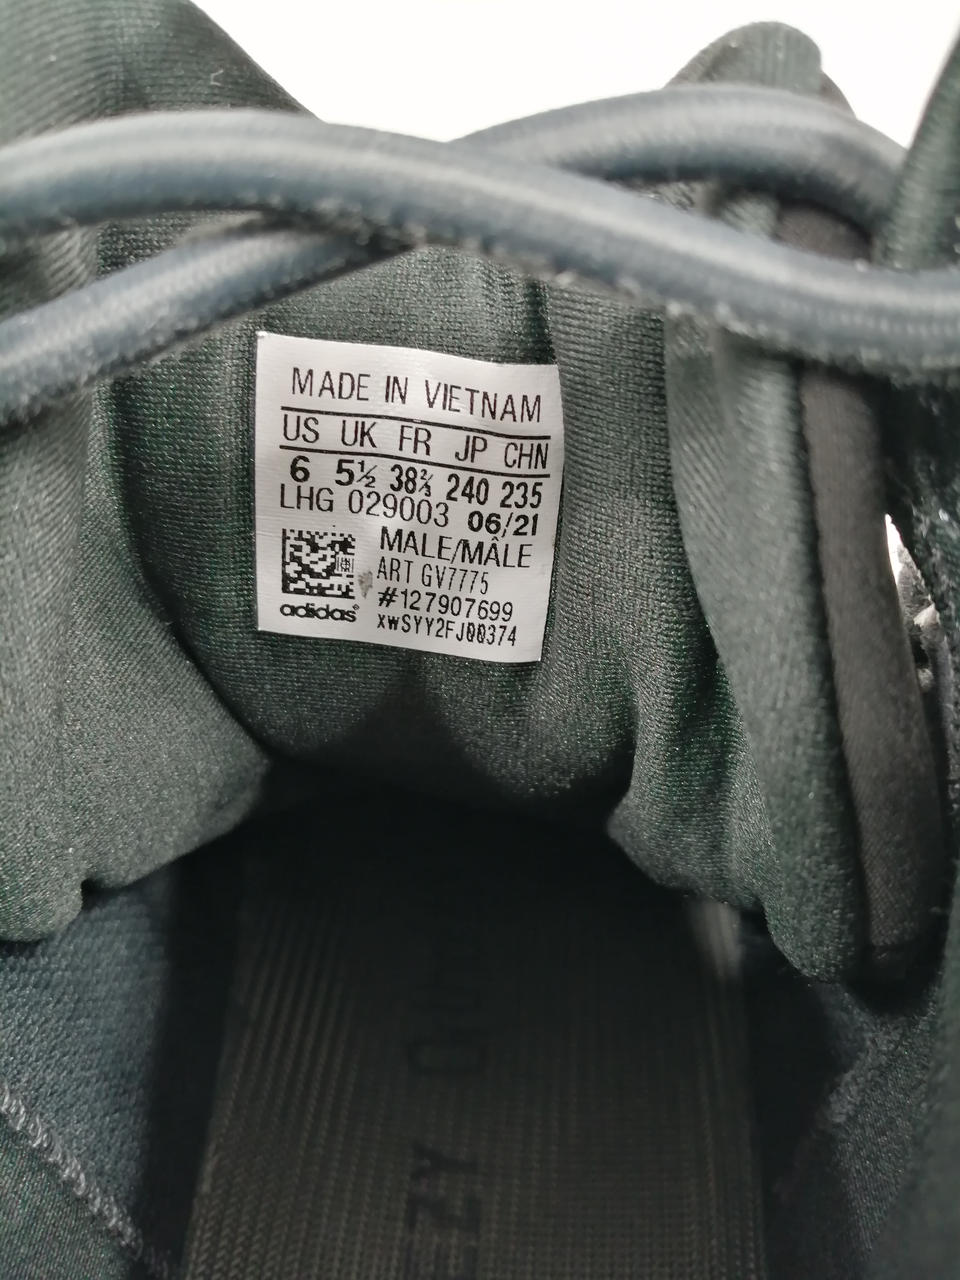 MADE IN VIETNAM
US UK FR JP CHN
6 5½ 38⅔ 240 235
LHG 029003 06/21
MALE/MÂLE
ART GV7775
#127907699
xwSYY2FJ00374
adidas®